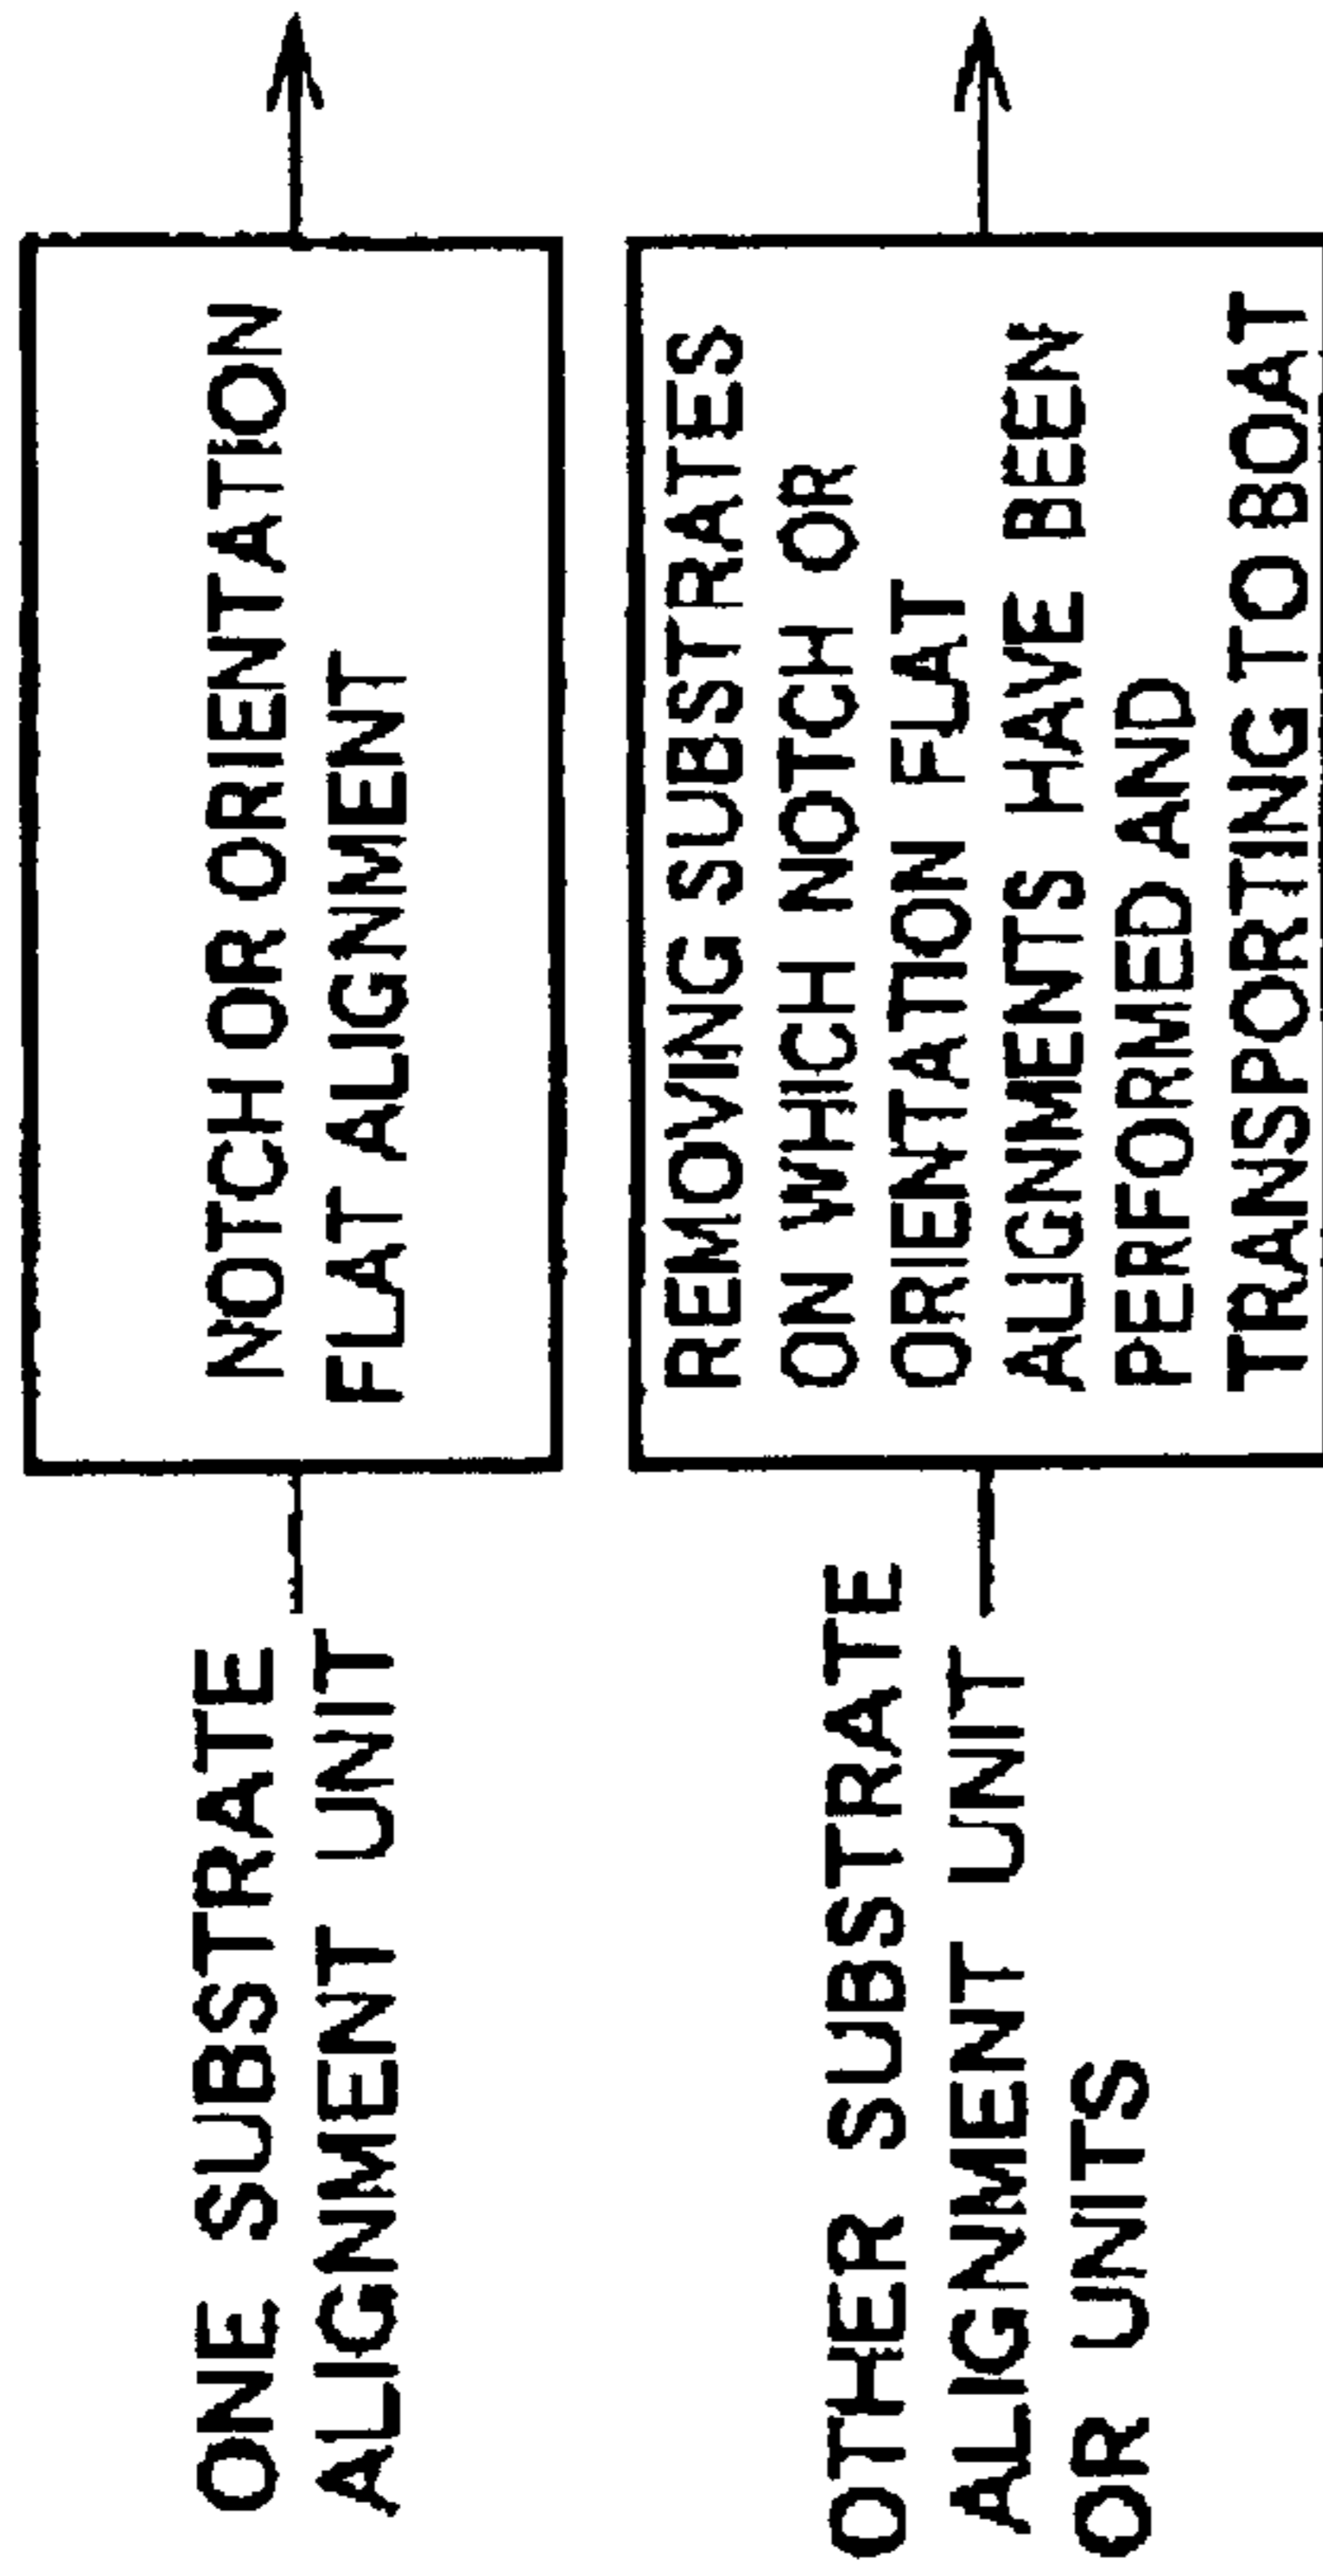 ONE SUBSTRATE
ALIGNMENT UNIT
NOTCH OR ORIENTATION
FLAT ALIGNMENT
OTHER SUBSTRATE
ALIGNMENT UNIT
OR UNITS
REMOVING SUBSTRATES
ON WHICH NOTCH OR
ORIENTATION FLAT
ALIGNMENTS HAVE BEEN
PERFORMED AND
TRANSPORTING TO BOAT